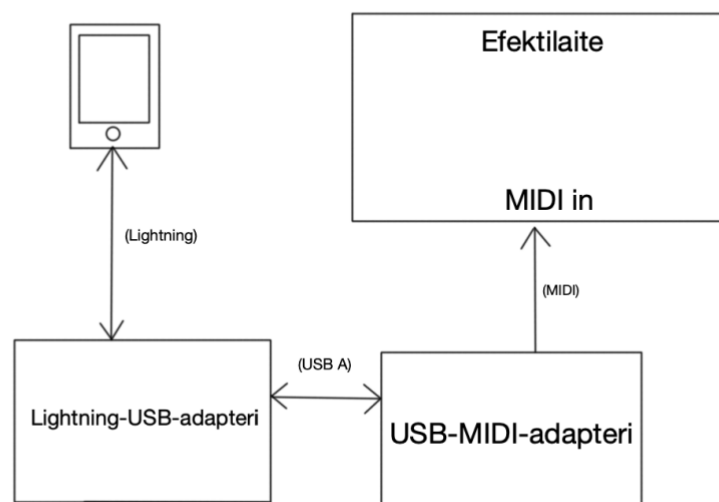 Efektilaite
MIDI in
(Lightning)
(MIDI)
(USB A)
Lightning-USB-adapteri
USB-MIDI-adapteri